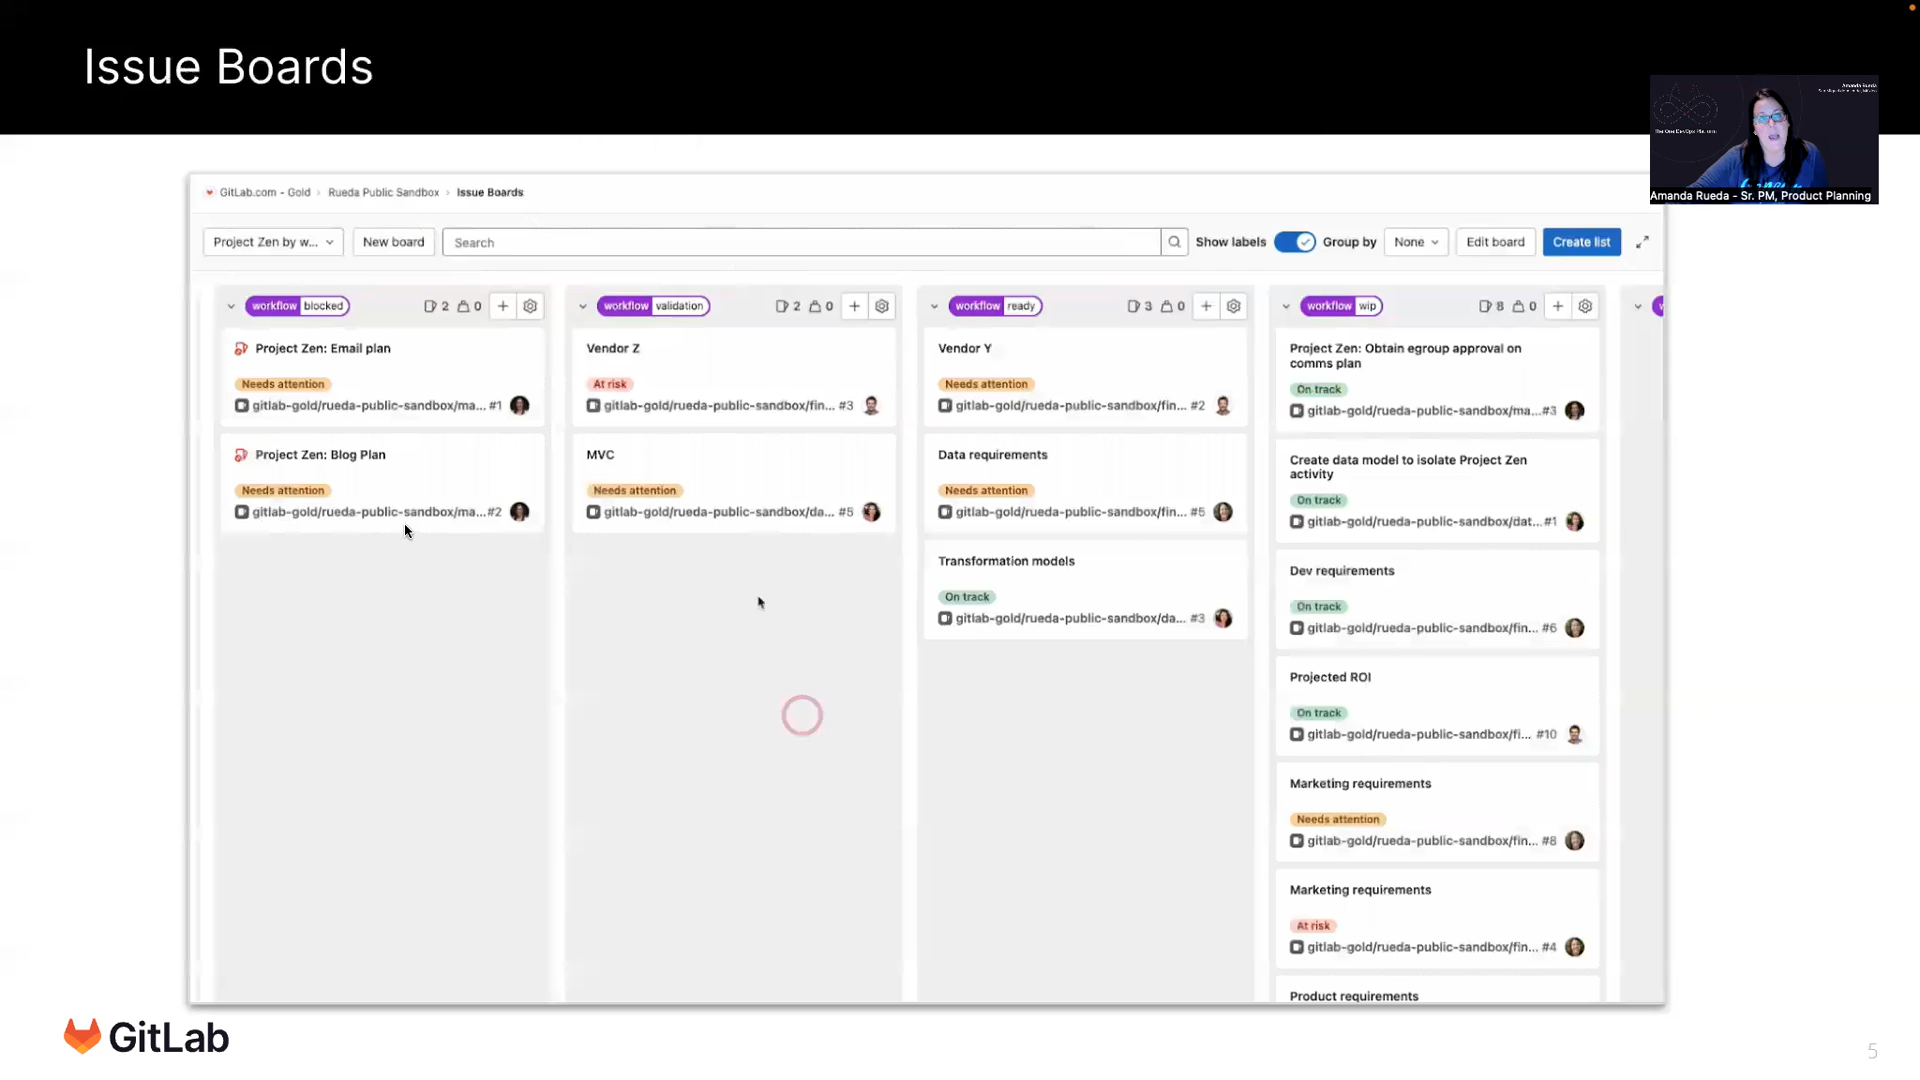 Issue Boards
Amanda Rueda
The One DevOps Platform
Amanda Rueda - Sr. PM, Product Planning
GitLab.com - Gold › Rueda Public Sandbox › Issue Boards
Project Zen by w...
New board
Search
Show labels
Group by
None
Edit board
Create list
workflow blocked 2 0
Project Zen: Email plan
Needs attention
gitlab-gold/rueda-public-sandbox/ma... #1
Project Zen: Blog Plan
Needs attention
gitlab-gold/rueda-public-sandbox/ma...#2
workflow validation 2 0
Vendor Z
At risk
gitlab-gold/rueda-public-sandbox/fin... #3
MVC
Needs attention
gitlab-gold/rueda-public-sandbox/da... #5
workflow ready 3 0
Vendor Y
Needs attention
gitlab-gold/rueda-public-sandbox/fin... #2
Data requirements
Needs attention
gitlab-gold/rueda-public-sandbox/fin... #5
Transformation models
On track
gitlab-gold/rueda-public-sandbox/da... #3
workflow wip 8 0
Project Zen: Obtain egroup approval on
comms plan
On track
gitlab-gold/rueda-public-sandbox/ma...#3
Create data model to isolate Project Zen
activity
On track
gitlab-gold/rueda-public-sandbox/dat...#1
Dev requirements
On track
gitlab-gold/rueda-public-sandbox/fin... #6
Projected ROI
On track
gitlab-gold/rueda-public-sandbox/fi... #10
Marketing requirements
Needs attention
gitlab-gold/rueda-public-sandbox/fin... #8
Marketing requirements
At risk
gitlab-gold/rueda-public-sandbox/fin... #4
Product requirements
GitLab
5